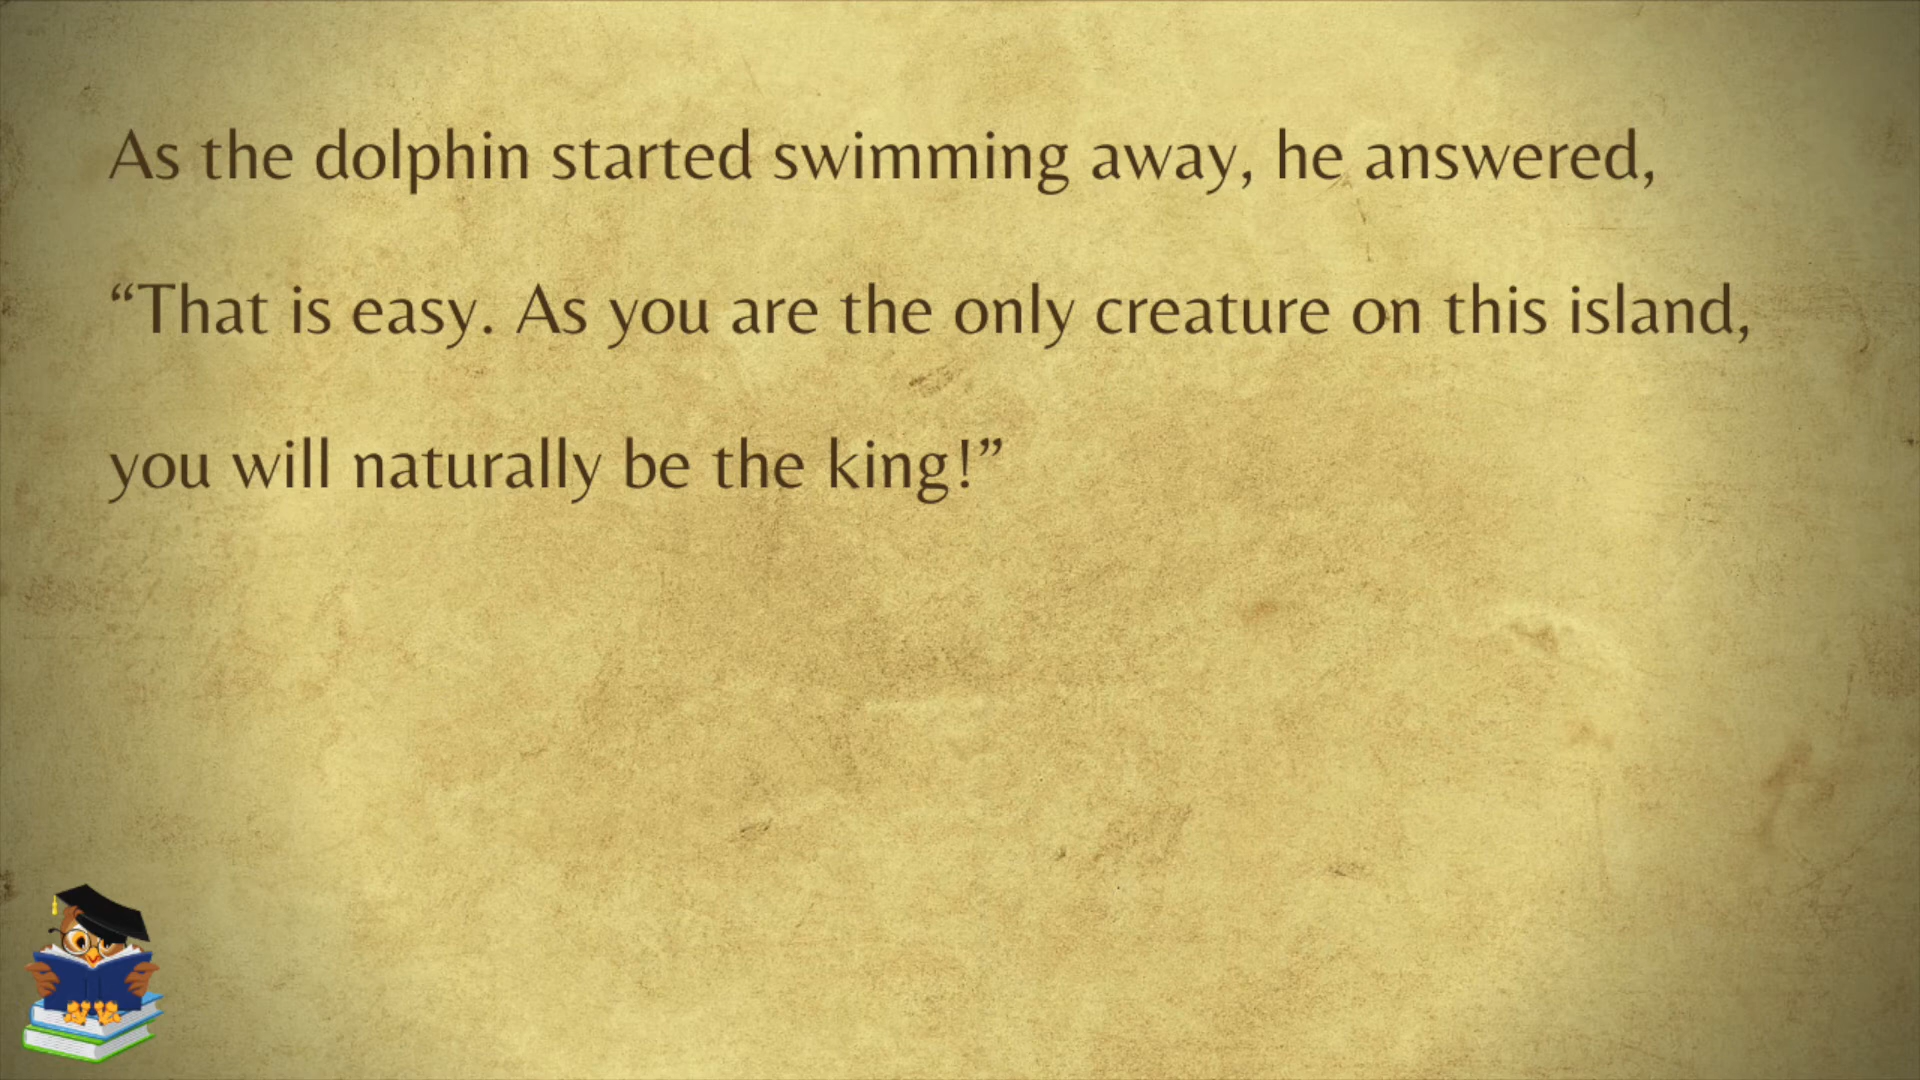 As the dolphin started swimming away, he answered,
“That is easy. As you are the only creature on this island,
you will naturally be the king!”